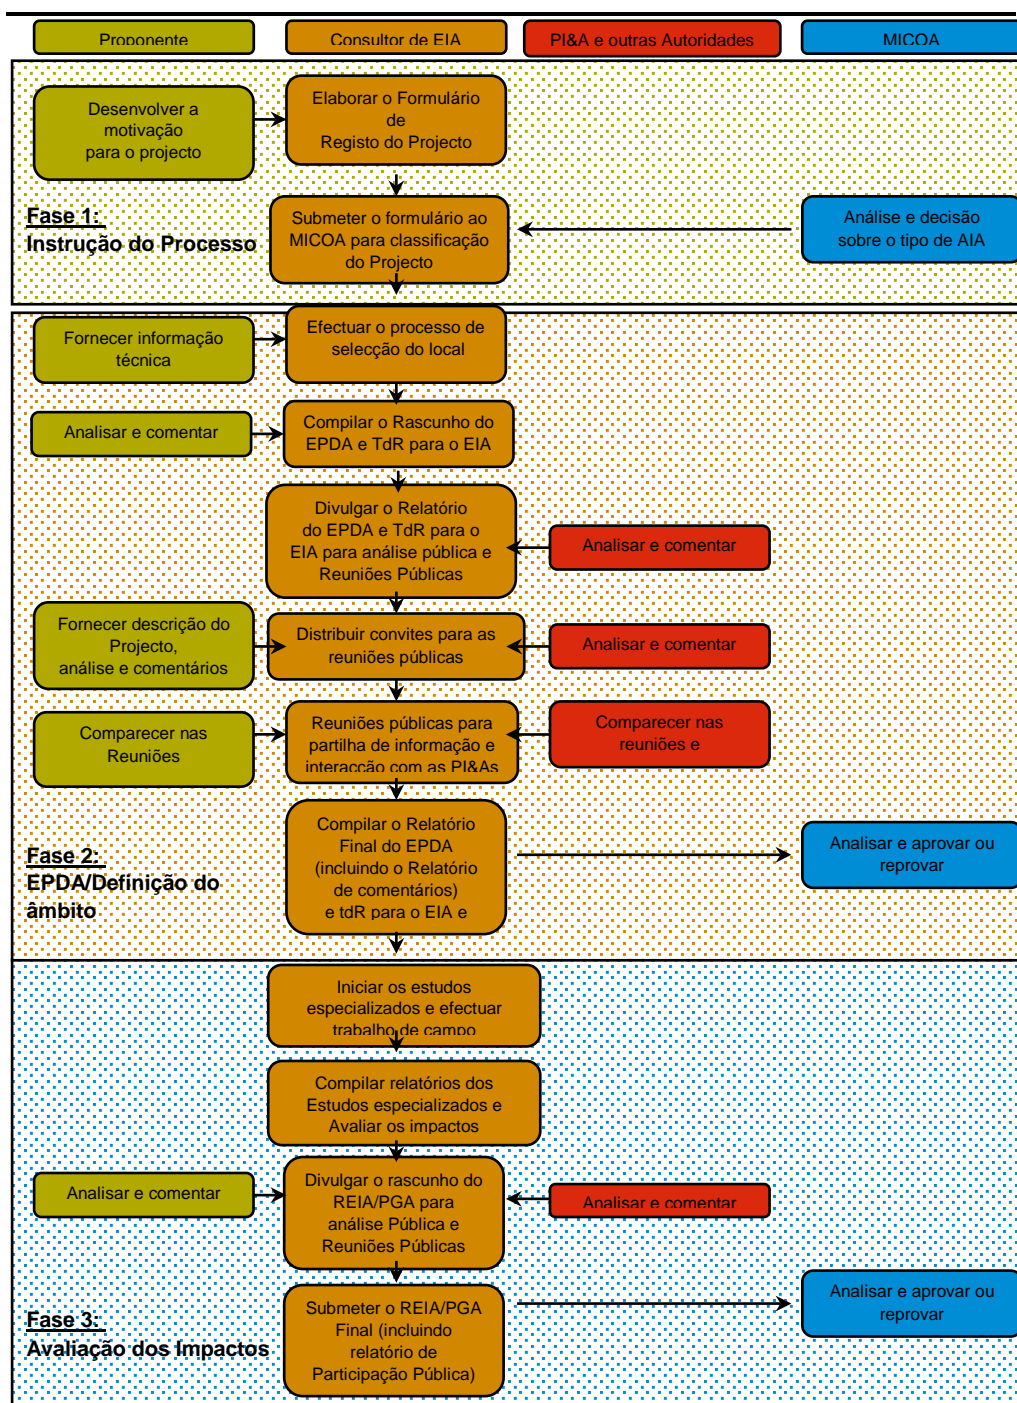 Proponente
Consultor de EIA
PI&A e outras Autoridades
MICOA
Desenvolver a
motivação
para o projecto
Elaborar o Formulário
de
Registo do Projecto
Fase 1:
Instrução do Processo
Submeter o formulário ao
MICOA para classificação
do Projecto
Análise e decisão
sobre o tipo de AIA
Fornecer informação
técnica
Efectuar o processo de
selecção do local
Analisar e comentar
Compilar o Rascunho do
EPDA e TdR para o EIA
Divulgar o Relatório
do EPDA e TdR para o
EIA para análise pública e
Reuniões Públicas
Analisar e comentar
Fornecer descrição do
Projecto,
análise e comentários
Distribuir convites para as
reuniões públicas
Analisar e comentar
Comparecer nas
Reuniões
Reuniões públicas para
partilha de informação e
interacção com as PI&As
Comparecer nas
reuniões e
Fase 2:
EPDA/Definição do
âmbito
Compilar o Relatório
Final do EPDA
(incluindo o Relatório
de comentários)
e tdR para o EIA e
Analisar e aprovar ou
reprovar
Iniciar os estudos
especializados e efectuar
trabalho de campo
Compilar relatórios dos
Estudos especializados e
Avaliar os impactos
Analisar e comentar
Divulgar o rascunho do
REIA/PGA para
análise Pública e
Reuniões Públicas
Analisar e comentar
Fase 3:
Avaliação dos Impactos
Submeter o REIA/PGA
Final (incluindo
relatório de
Participação Pública)
Analisar e aprovar ou
reprovar